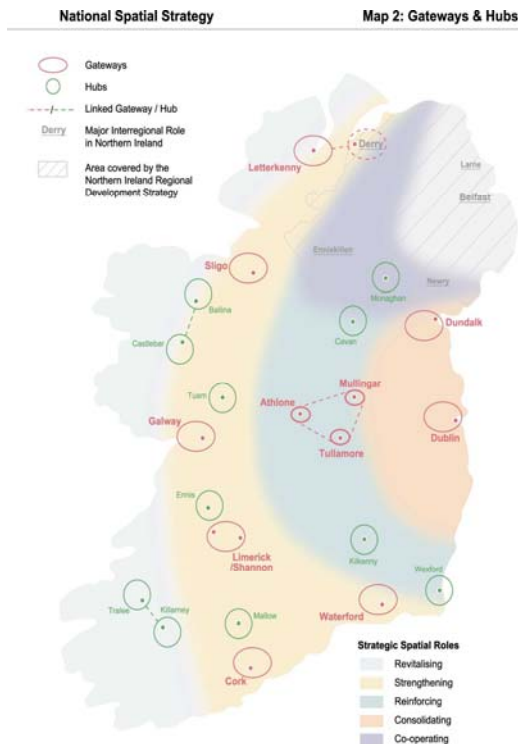 National Spatial Strategy
Map 2: Gateways & Hubs
Gateways
Hubs
Linked Gateway / Hub
Derry
Major Interregional Role
in Northern Ireland
Area covered by the
Northern Ireland Regional
Development Strategy
Derry
Letterkenny
Larne
Belfast
Enniskillen
Sligo
Newry
Monaghan
Ballina
Dundalk
Cavan
Castlebar
Mullingar
Tuam
Athlone
Galway
Dublin
Tullamore
Ennis
Limerick
/Shannon
Kilkenny
Wexford
Tralee
Killarney
Mallow
Waterford
Cork
Strategic Spatial Roles
Revitalising
Strengthening
Reinforcing
Consolidating
Co-operating